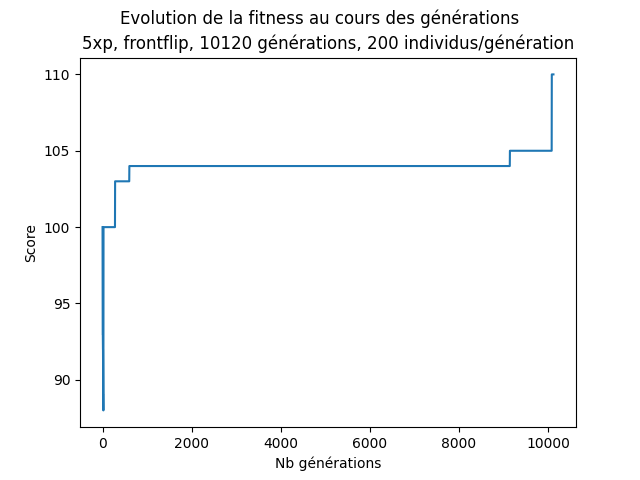 Evolution de la fitness au cours des générations
5xp, frontflip, 10120 générations, 200 individus/génération
110
105
100
95
90
Score
0 2000 4000 6000 8000 10000
Nb générations